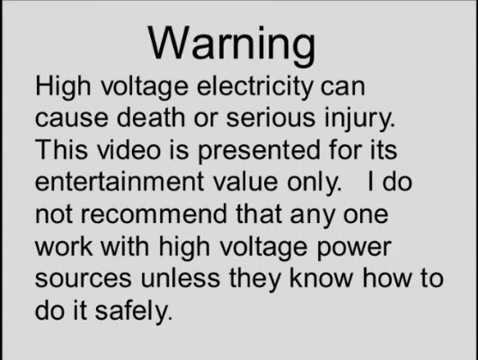 Warning
High voltage electricity can
cause death or serious injury.
This video is presented for its
entertainment value only.   I do
not recommend that any one
work with high voltage power
sources unless they know how to
do it safely.